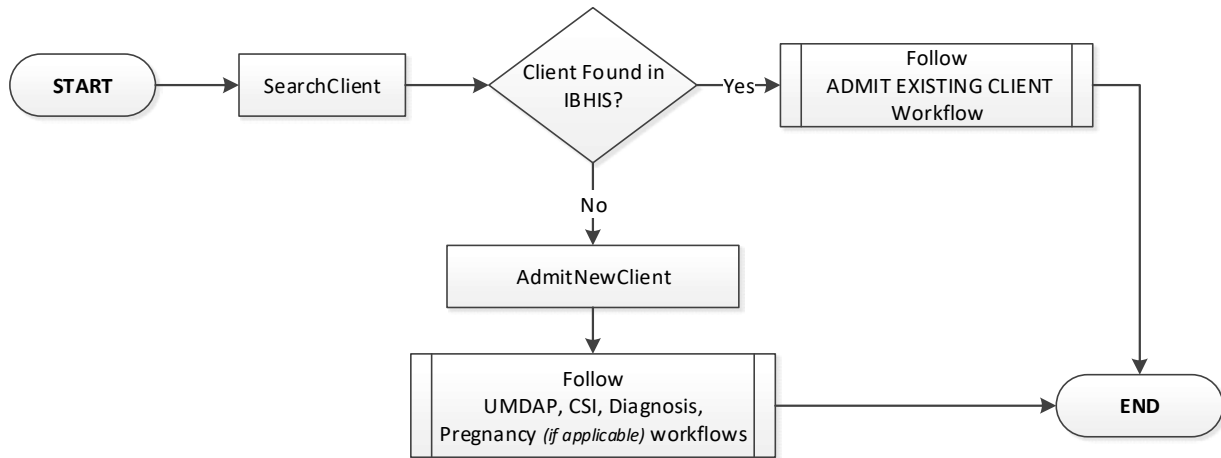 START
SearchClient
Client Found in
IBHIS?
Yes
Follow
ADMIT EXISTING CLIENT
Workflow
No
AdmitNewClient
Follow
UMDAP, CSI, Diagnosis,
Pregnancy (if applicable) workflows
END